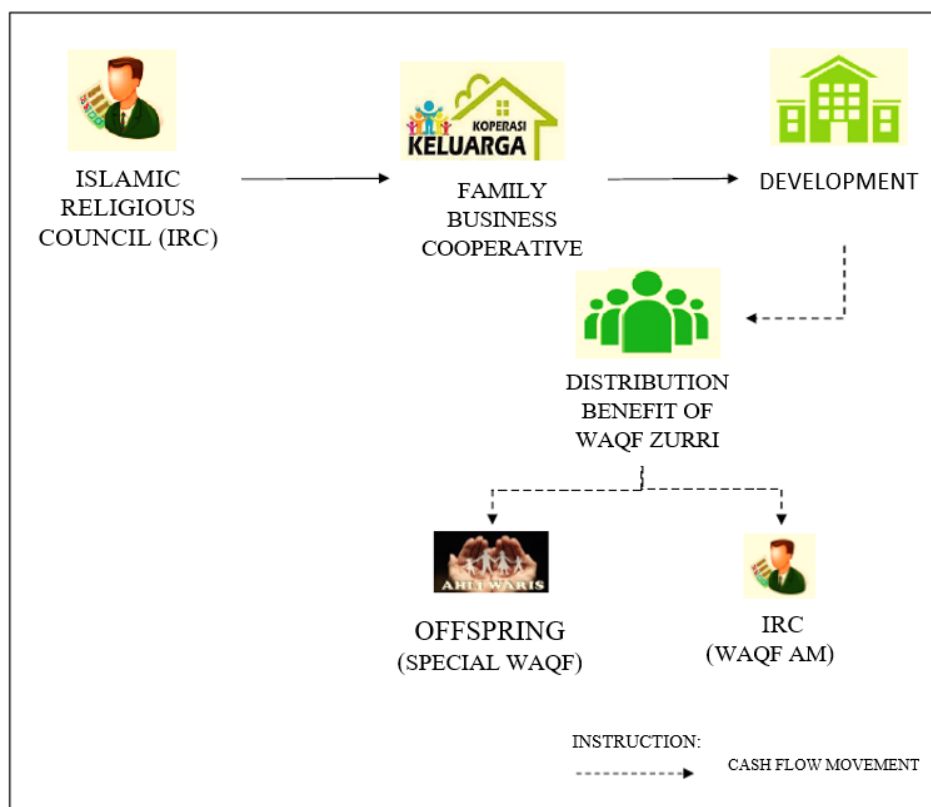 KOPERASI
KELUARGA
ISLAMIC
RELIGIOUS
COUNCIL (IRC)
FAMILY
BUSINESS
COOPERATIVE
DEVELOPMENT
DISTRIBUTION
BENEFIT OF
WAQF ZURRI
AHLI WARIS
OFFSPRING
(SPECIAL WAQF)
IRC
(WAQF AM)
INSTRUCTION:
CASH FLOW MOVEMENT